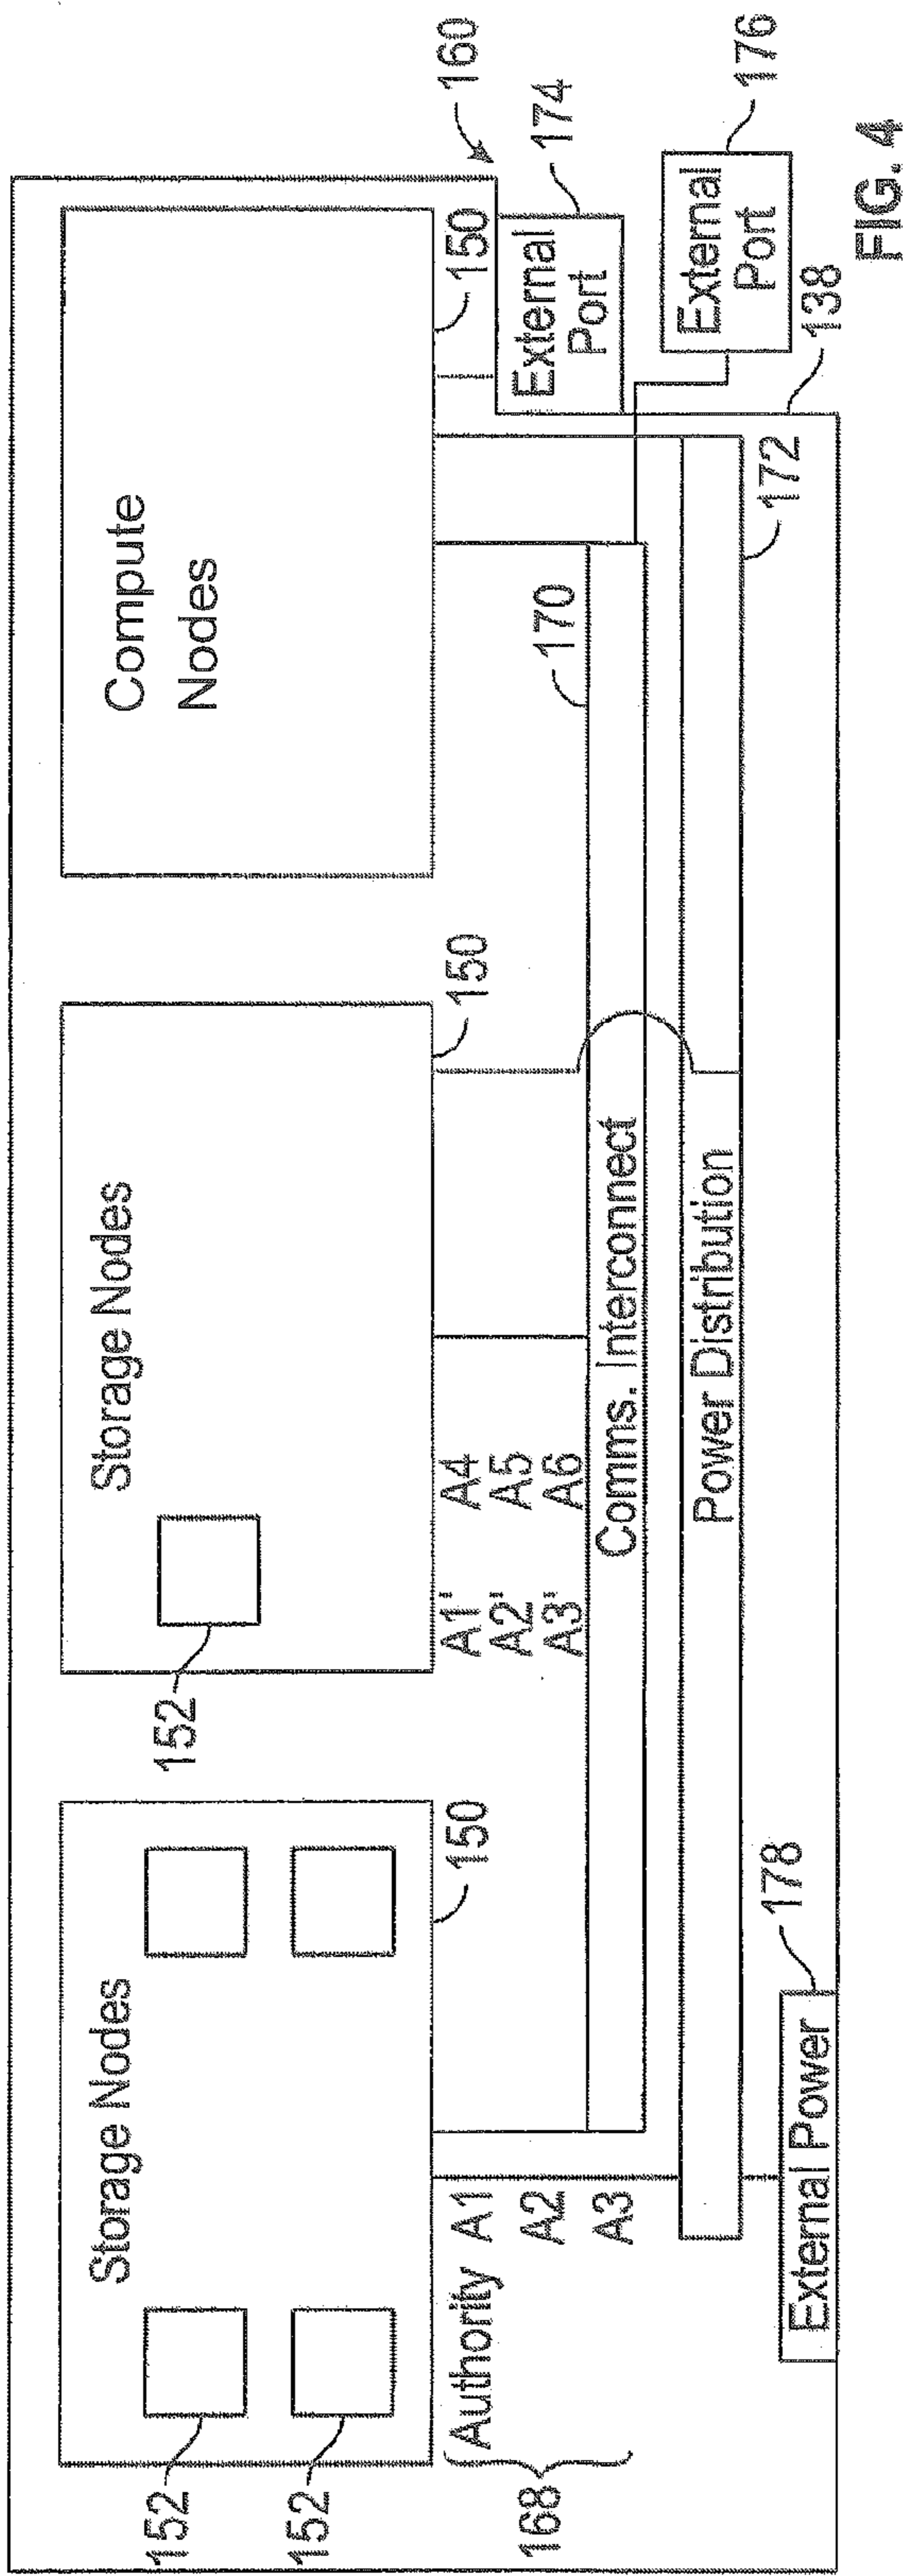 160
Storage Nodes
152
152
150
Storage Nodes
152
150
Compute
Nodes
150
168
Authority A1
A2
A3
A1' A4
A2' A5
A3' A6
170
Comms. Interconnect
Power Distribution
172
External
Port
174
External
Port
176
138
External Power
178
FIG. 4